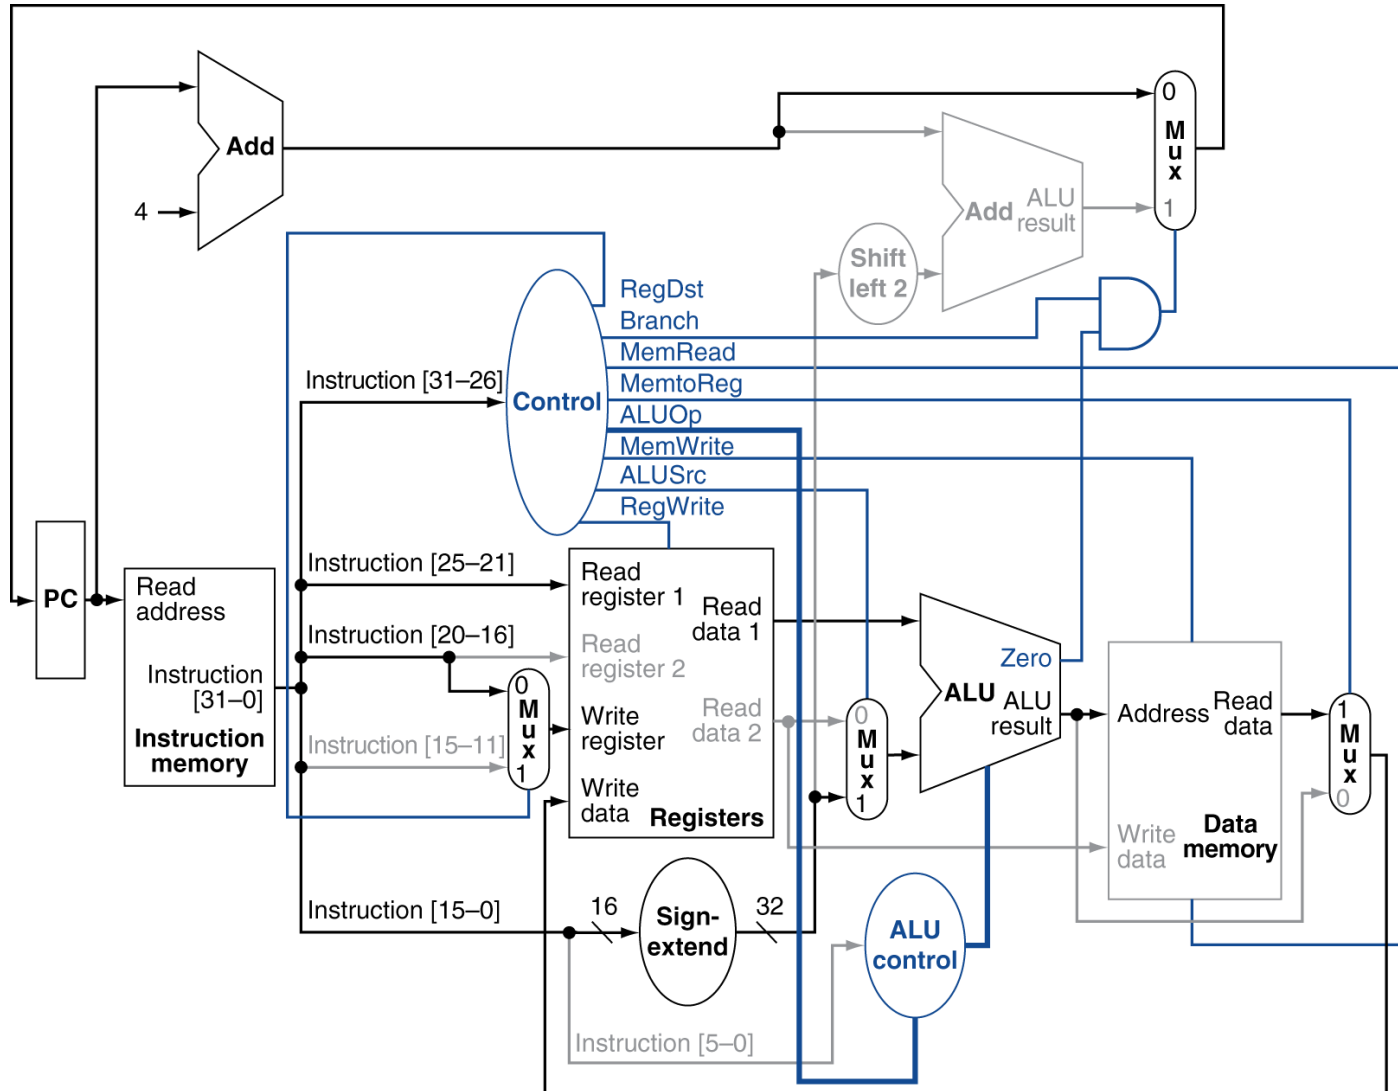 0
M
u
x
1
Add
4
Add
ALU
result
Shift
left 2
RegDst
Branch
MemRead
MemtoReg
ALUOp
MemWrite
ALUSrc
RegWrite
Instruction [31–26]
Control
PC
Read
address
Instruction
[31–0]
Instruction
memory
Instruction [25–21]
Instruction [20–16]
Instruction [15–11]
0
M
u
x
1
Read
register 1
Read
register 2
Write
register
Write
data
Read
data 1
Read
data 2
Registers
0
M
u
x
1
Zero
ALU
ALU
result
Address
Read
data
Write
data
Data
memory
1
M
u
x
0
Instruction [15–0]
16
Sign-
extend
32
ALU
control
Instruction [5–0]